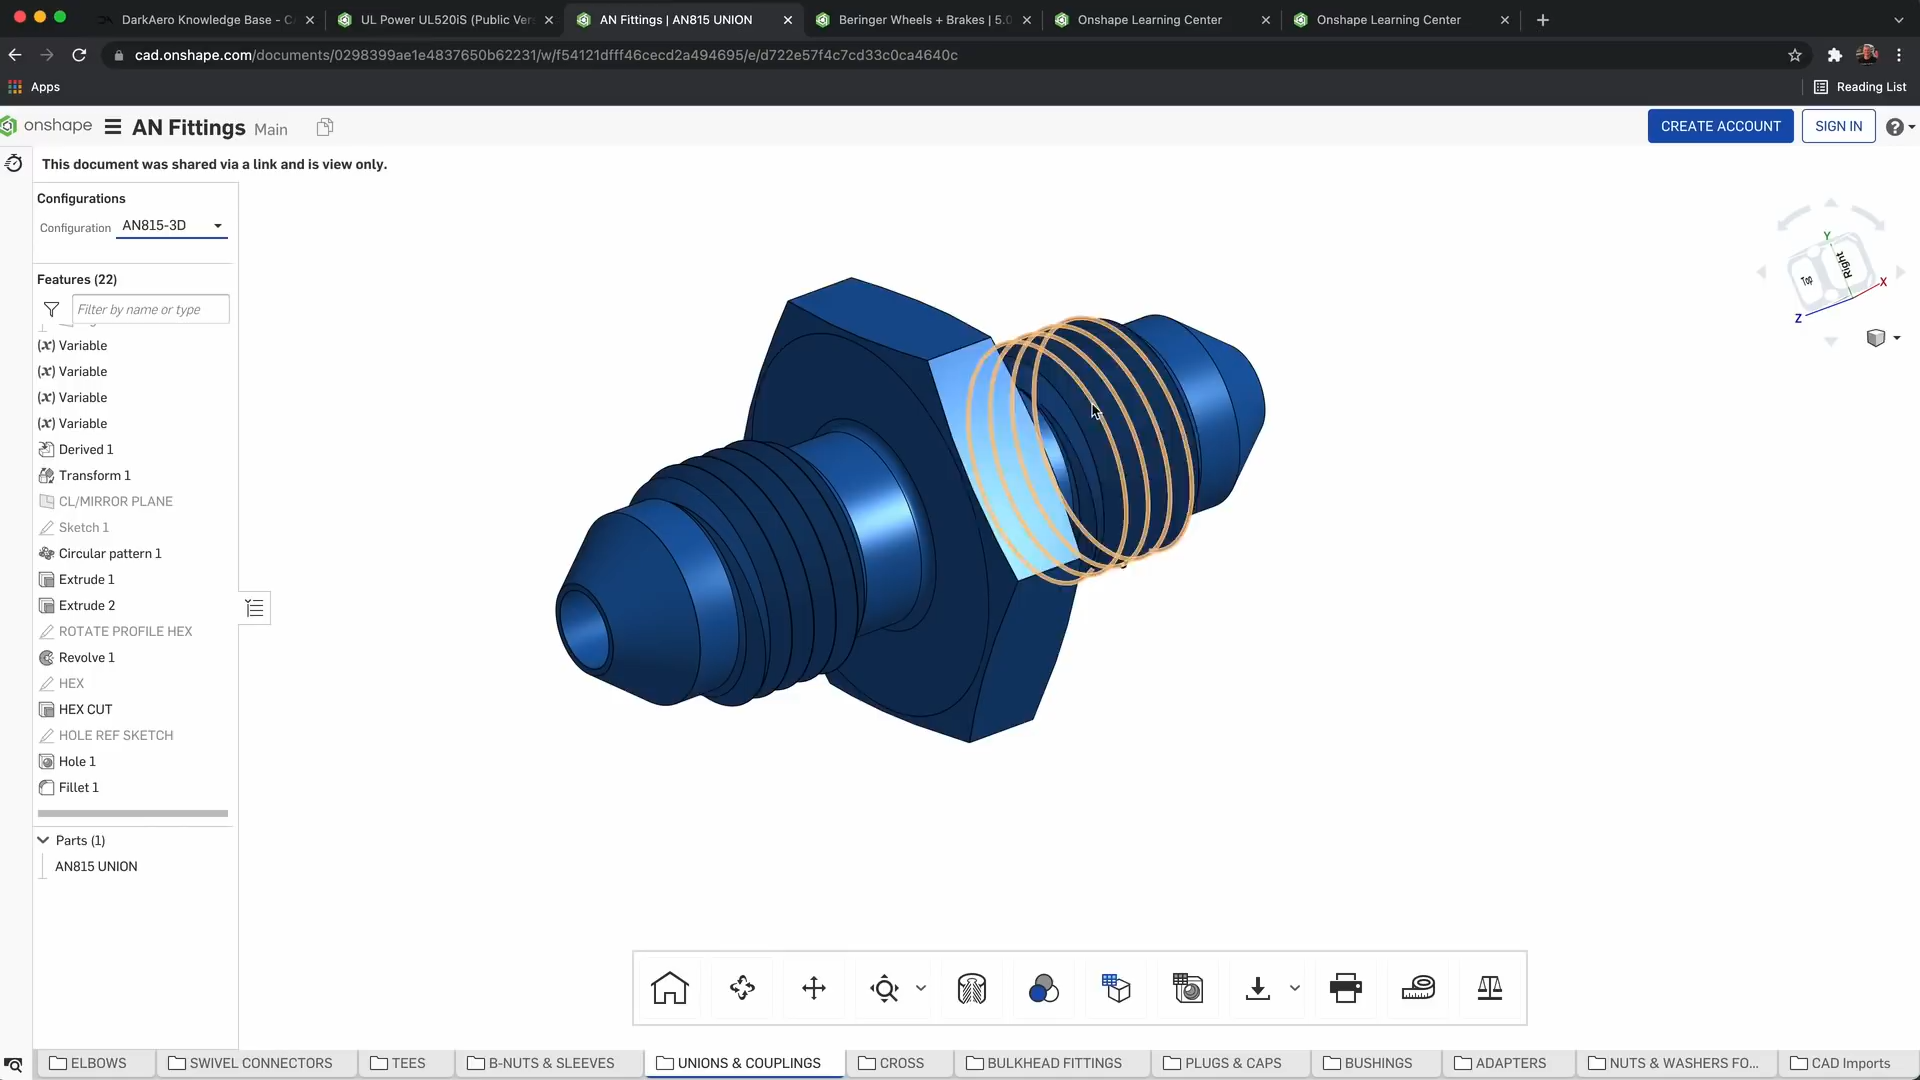 DarkAero Knowledge Base - C
UL Power UL520iS (Public Ver
AN Fittings | AN815 UNION
Beringer Wheels + Brakes | 5.0
Onshape Learning Center
Onshape Learning Center
cad.onshape.com/documents/0298399ae1e4837650b62231/w/f54121dfff46cecd2a494695/e/d722e57f4c7cd33c0ca4640c
Apps
Reading List
onshape
AN Fittings Main
CREATE ACCOUNT
SIGN IN
This document was shared via a link and is view only.
Configurations
Configuration AN815-3D
Features (22)
Filter by name or type
(x) Variable
(x) Variable
(x) Variable
(x) Variable
Derived 1
Transform 1
CL/MIRROR PLANE
Sketch 1
Circular pattern 1
Extrude 1
Extrude 2
ROTATE PROFILE HEX
Revolve 1
HEX
HEX CUT
HOLE REF SKETCH
Hole 1
Fillet 1
Parts (1)
AN815 UNION
Y
Top
Right
X
Z
ELBOWS
SWIVEL CONNECTORS
TEES
B-NUTS & SLEEVES
UNIONS & COUPLINGS
CROSS
BULKHEAD FITTINGS
PLUGS & CAPS
BUSHINGS
ADAPTERS
NUTS & WASHERS FO...
CAD Imports